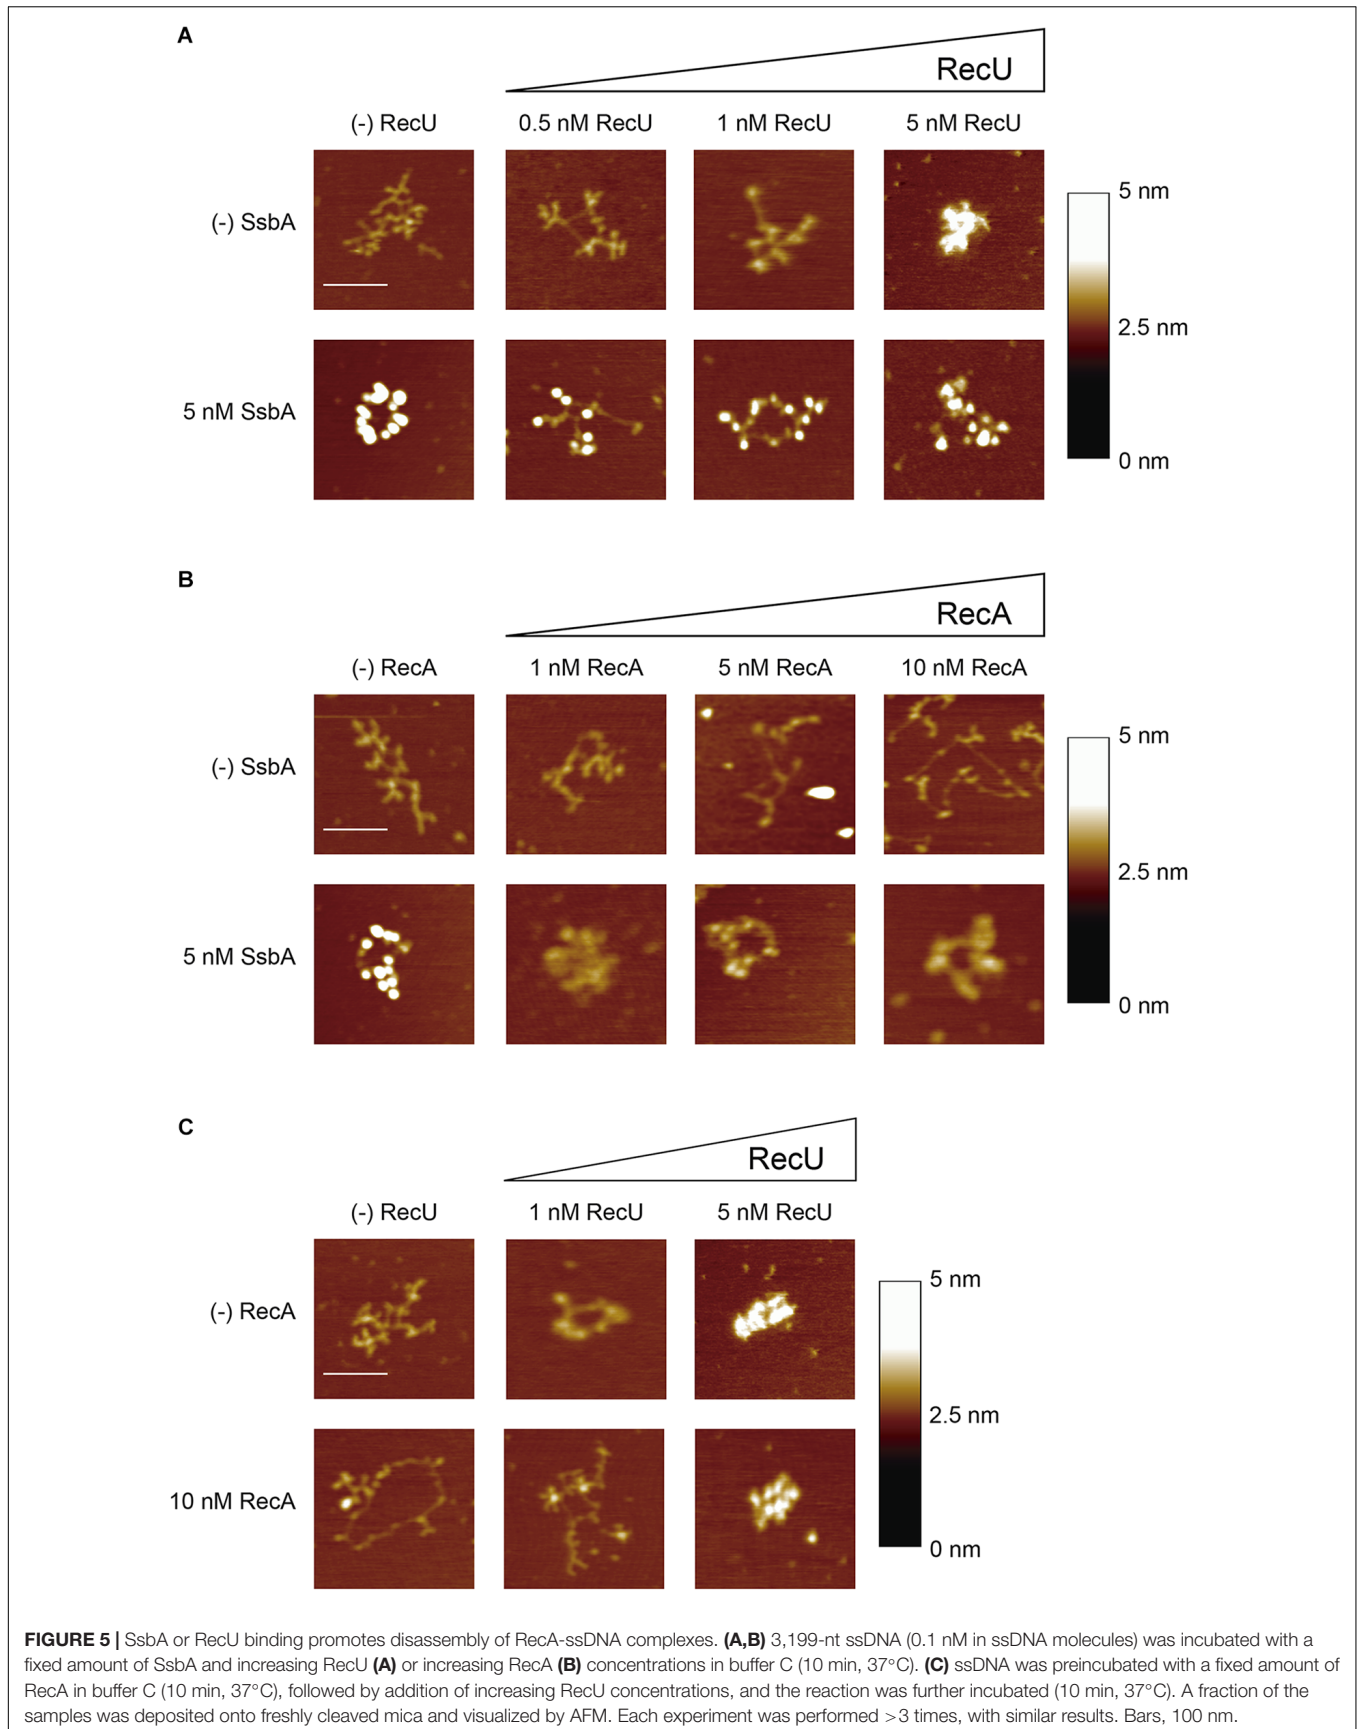 A
RecU
(-) RecU
0.5 nM RecU
1 nM RecU
5 nM RecU
(-) SsbA
5 nM
2.5 nm
0 nm
5 nM SsbA
B
RecA
(-) RecA
1 nM RecA
5 nM RecA
10 nM RecA
(-) SsbA
5 nm
2.5 nm
0 nm
5 nM SsbA
C
RecU
(-) RecU
1 nM RecU
5 nM RecU
(-) RecA
5 nm
2.5 nm
0 nm
10 nM RecA
FIGURE 5 | SsbA or RecU binding promotes disassembly of RecA-ssDNA complexes. (A,B) 3,199-nt ssDNA (0.1 nM in ssDNA molecules) was incubated with a
fixed amount of SsbA and increasing RecU (A) or increasing RecA (B) concentrations in buffer C (10 min, 37°C). (C) ssDNA was preincubated with a fixed amount of
RecA in buffer C (10 min, 37°C), followed by addition of increasing RecU concentrations, and the reaction was further incubated (10 min, 37°C). A fraction of the
samples was deposited onto freshly cleaved mica and visualized by AFM. Each experiment was performed >3 times, with similar results. Bars, 100 nm.